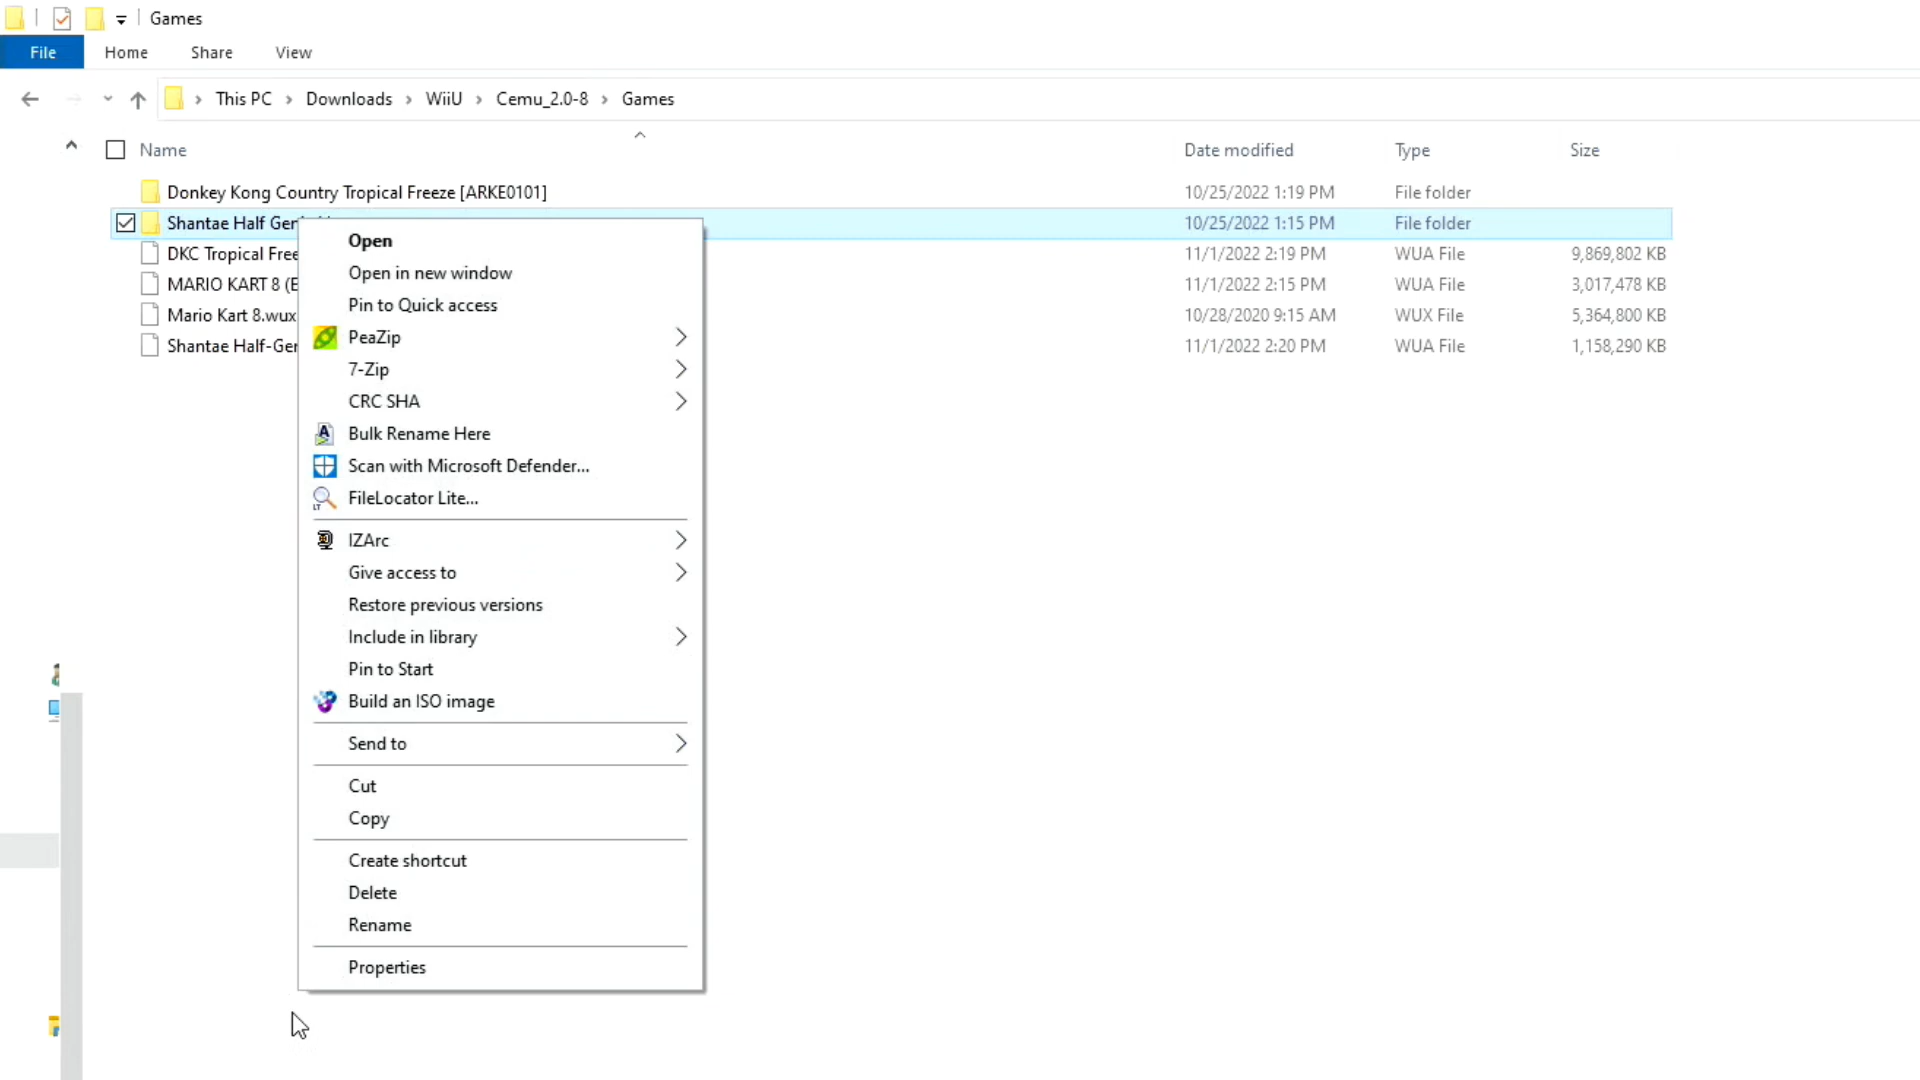 Games
File Home Share View
This PC Downloads WiiU Cemu_2.0-8 Games
Name Date modified Type Size
Donkey Kong Country Tropical Freeze [ARKE0101] 10/25/2022 1:19 PM File folder
Shantae Half 10/25/2022 1:15 PM File folder
DKC Tropical 11/1/2022 2:19 PM WUA File 9,869,802 KB
MARIO KART 8 11/1/2022 2:15 PM WUA File 3,017,478 KB
Mario Kart 8.wux 10/28/2020 9:15 AM WUX File 5,364,800 KB
Shantae 11/1/2022 2:20 PM WUA File 1,158,290 KB
Open
Open in new window
Pin to Quick access
PeaZip
7-Zip
CRC SHA
Bulk Rename Here
Scan with Microsoft Defender...
FileLocator Lite...
IZArc
Give access to
Restore previous versions
Include in library
Pin to Start
Build an ISO image
Send to
Cut
Copy
Create shortcut
Delete
Rename
Properties